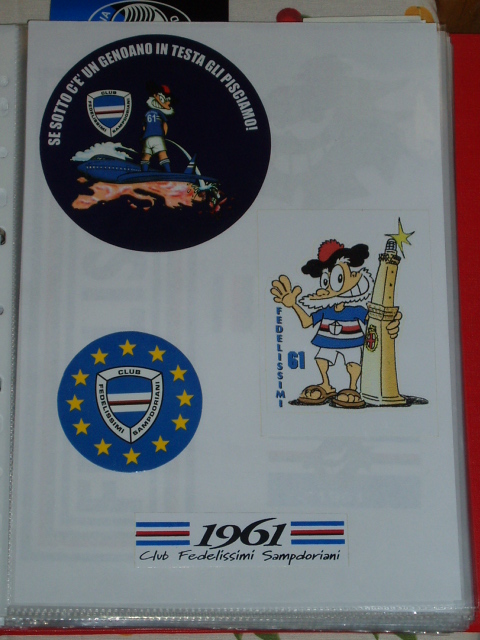 SE SOTTO C'E' UN GENOANO IN TESTA GLI PISCIAMO!
CLUB
FEDELISSIMI
SAMPDORIANI
61
FEDELISSIMI
61
CLUB
FEDELISSIMI
SAMPDORIANI
1961
Club Fedelissimi Sampdoriani